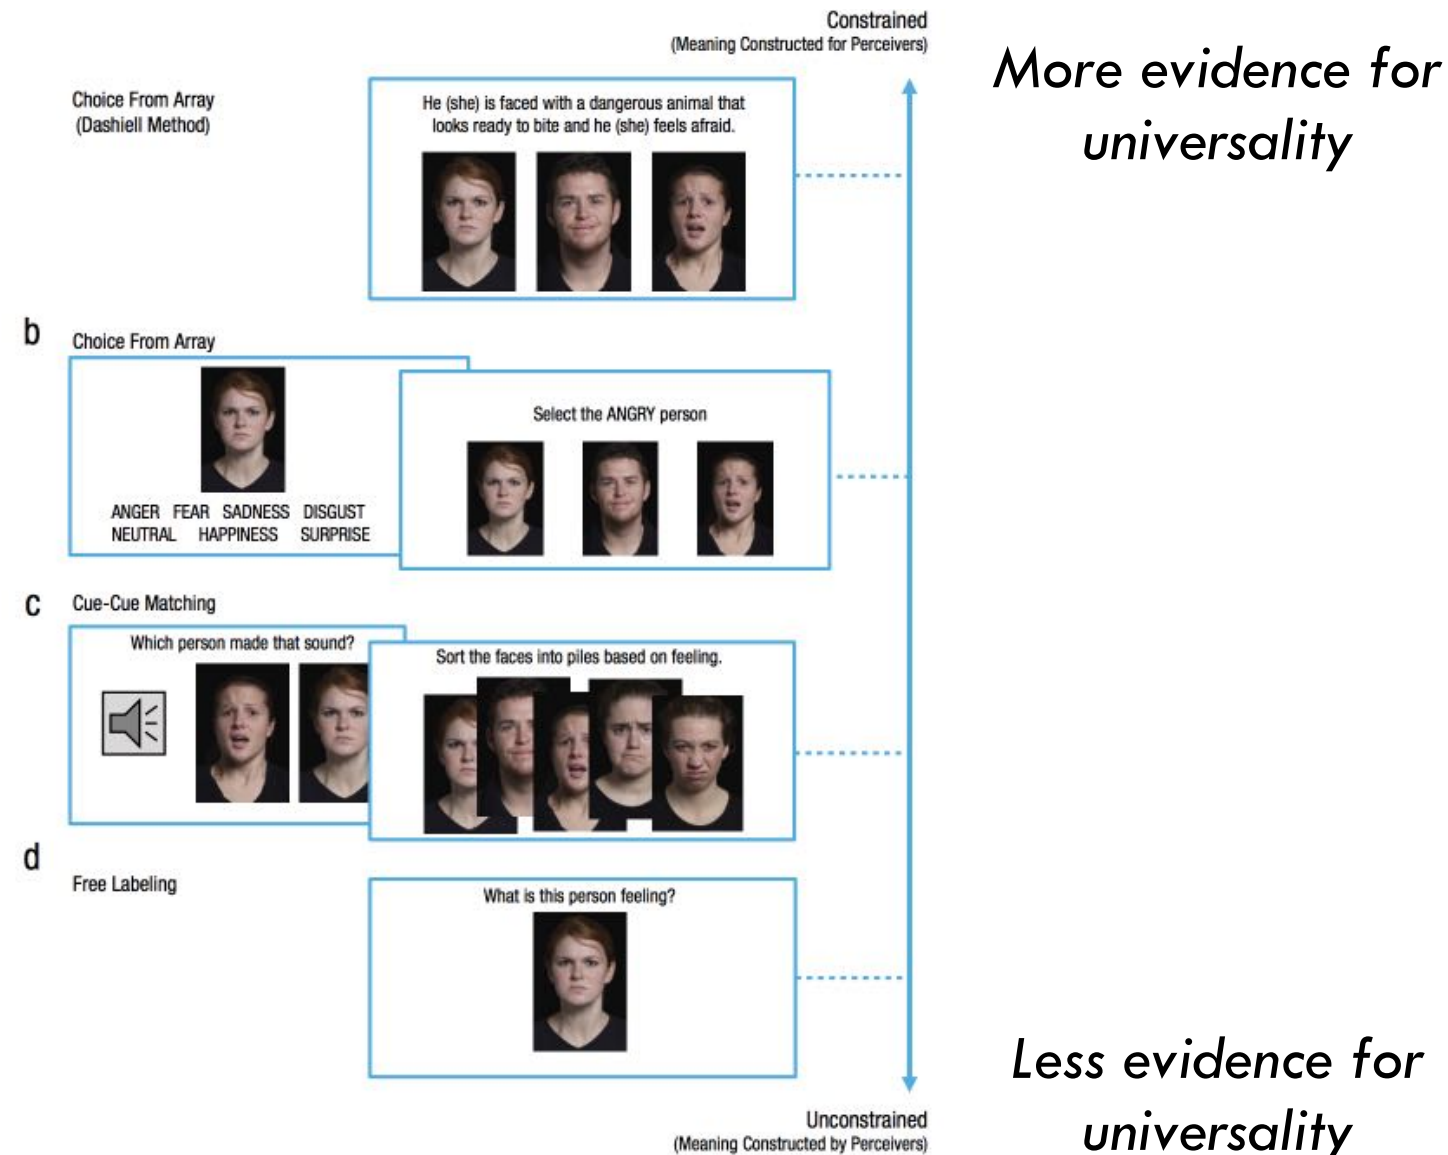 Constrained
(Meaning Constructed for Perceivers)
More evidence for
universality
Choice From Array
(Dashiell Method)
He (she) is faced with a dangerous animal that
looks ready to bite and he (she) feels afraid.
b
Choice From Array
ANGER FEAR SADNESS DISGUST
NEUTRAL HAPPINESS SURPRISE
Select the ANGRY person
c
Cue-Cue Matching
Which person made that sound?
Sort the faces into piles based on feeling.
d
Free Labeling
What is this person feeling?
Less evidence for
universality
Unconstrained
(Meaning Constructed by Perceivers)